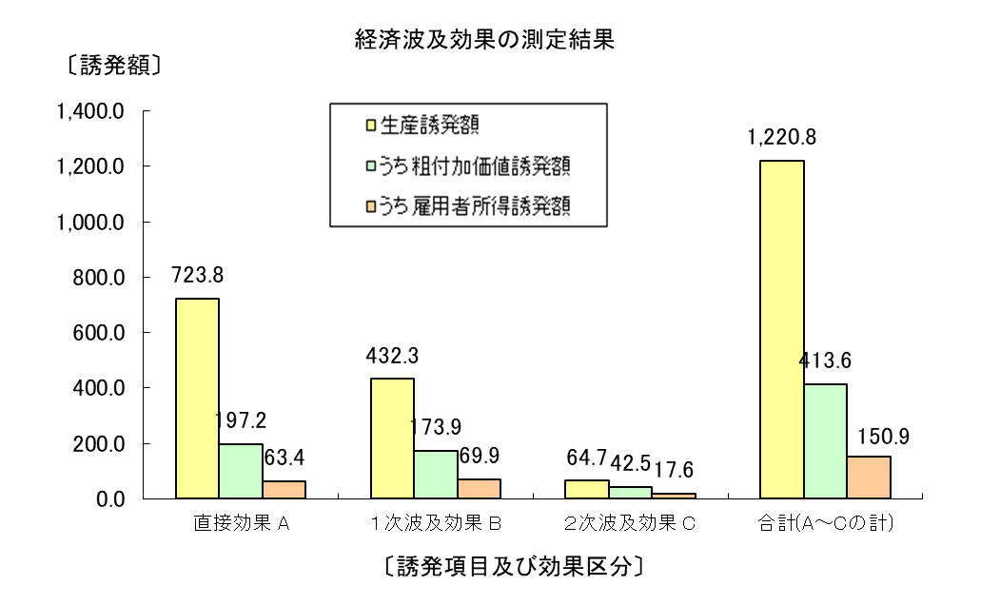 経済波及効果の測定結果
〔誘発額〕
生産誘発額
うち粗付加価値誘発額
うち雇用者所得誘発額
1,400.0
1,200.0
1,000.0
800.0
600.0
400.0
200.0
0.0
723.8
197.2
63.4
432.3
173.9
69.9
64.7
42.5
17.6
1,220.8
413.6
150.9
直接効果A
1次波及効果B
2次波及効果C
合計(A～Cの計)
〔誘発項目及び効果区分〕